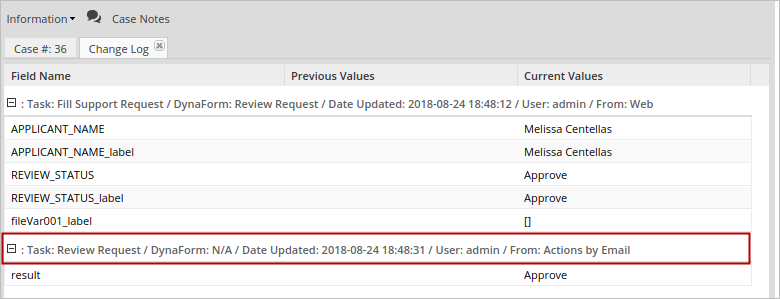 Information Case Notes
Case #: 36 Change Log
Field Name Previous Values Current Values
: Task: Fill Support Request / DynaForm: Review Request / Date Updated: 2018-08-24 18:48:12 / User: admin / From: Web
APPLICANT_NAME Melissa Centellas
APPLICANT_NAME_label Melissa Centellas
REVIEW_STATUS Approve
REVIEW_STATUS_label Approve
fileVar001_label []
: Task: Review Request / DynaForm: N/A / Date Updated: 2018-08-24 18:48:31 / User: admin / From: Actions by Email
result Approve